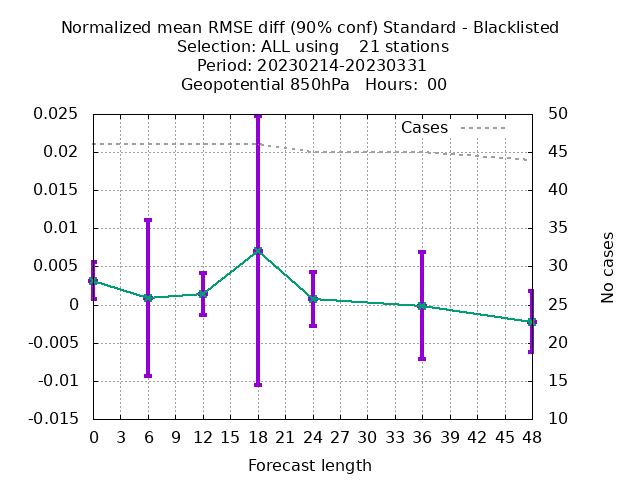 Normalized mean RMSE diff (90% conf) Standard - Blacklisted
Selection: ALL using    21 stations
Period: 20230214-20230331
Geopotential 850hPa   Hours:  00
Cases
0.025
0.02
0.015
0.01
0.005
0
-0.005
-0.01
-0.015
50
45
40
35
30
25
20
15
10
No cases
0 3 6 9 12 15 18 21 24 27 30 33 36 39 42 45 48
Forecast length